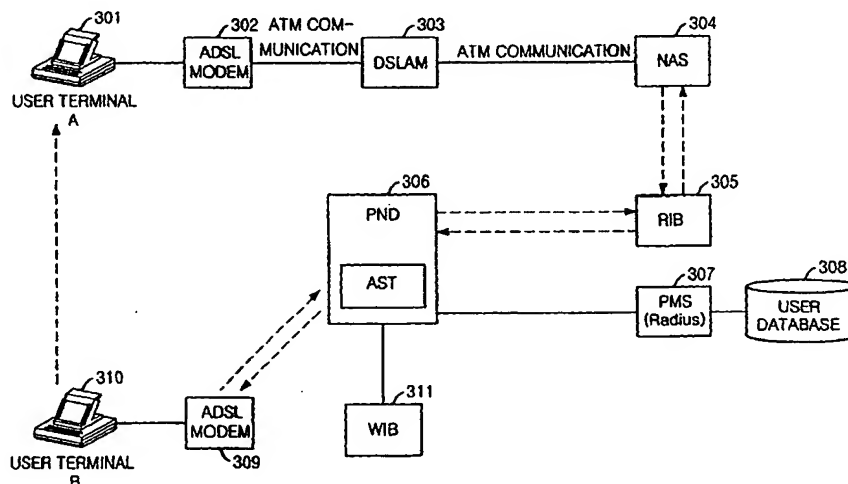 301
302
ATM COM-
MUNICATION
303
304
ADSL
MODEM
DSLAM
ATM COMMUNICATION
NAS
USER TERMINAL
A
306
305
PND
RIB
AST
307
308
PMS
(Radius)
USER
DATABASE
310
311
ADSL
MODEM
WIB
309
USER TERMINAL
B